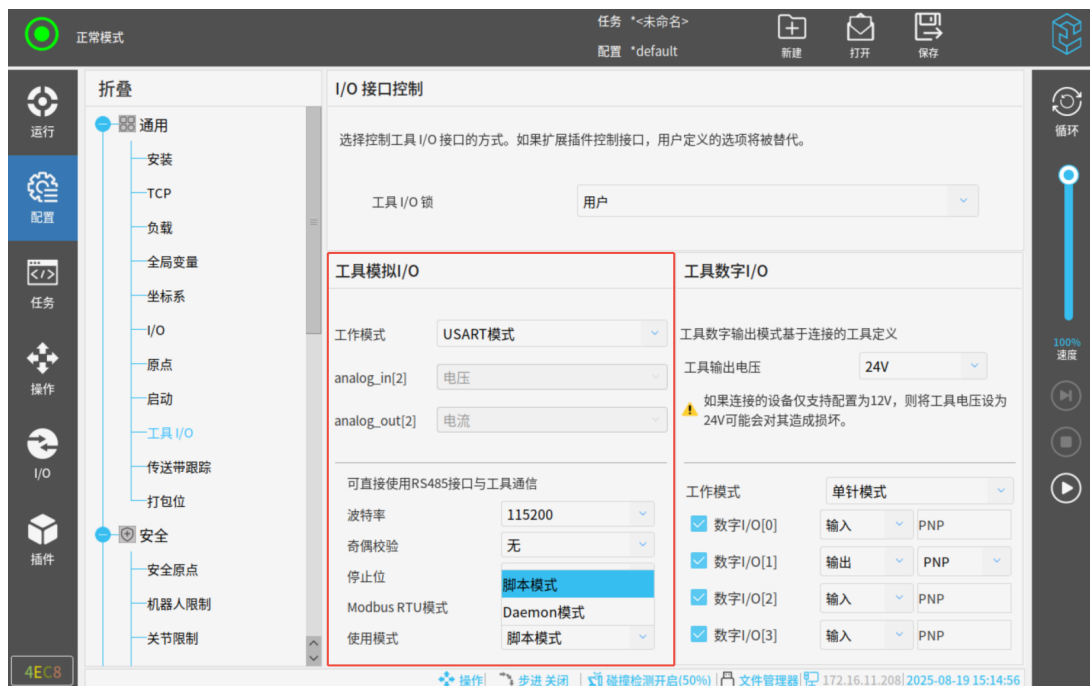 正常模式
任务 *<未命名>
配置 *default
新建
打开
保存
运行
配置
任务
操作
I/O
插件
4EC8
折叠
通用
安装
TCP
负载
全局变量
坐标系
I/O
原点
启动
工具 I/O
传送带跟踪
打包位
安全
安全原点
机器人限制
关节限制
I/O 接口控制
选择控制工具 I/O 接口的方式。如果扩展插件控制接口，用户定义的选项将被替代。
工具 I/O 锁
用户
工具模拟I/O
工作模式 USART模式
analog_in[2] 电压
analog_out[2] 电流
可直接使用RS485接口与工具通信
波特率 115200
奇偶校验 无
停止位
脚本模式
Modbus RTU模式
Daemon模式
使用模式 脚本模式
工具数字I/O
工具数字输出模式基于连接的工具定义
工具输出电压 24V
如果连接的设备仅支持配置为12V，则将工具电压设为
24V可能会对其造成损坏。
工作模式 单针模式
数字I/O[0] 输入 PNP
数字I/O[1] 输出 PNP
数字I/O[2] 输入 PNP
数字I/O[3] 输入 PNP
循环
100%
速度
操作 步进 关闭 碰撞检测开启(50%) 文件管理器 172.16.11.208 2025-08-19 15:14:56